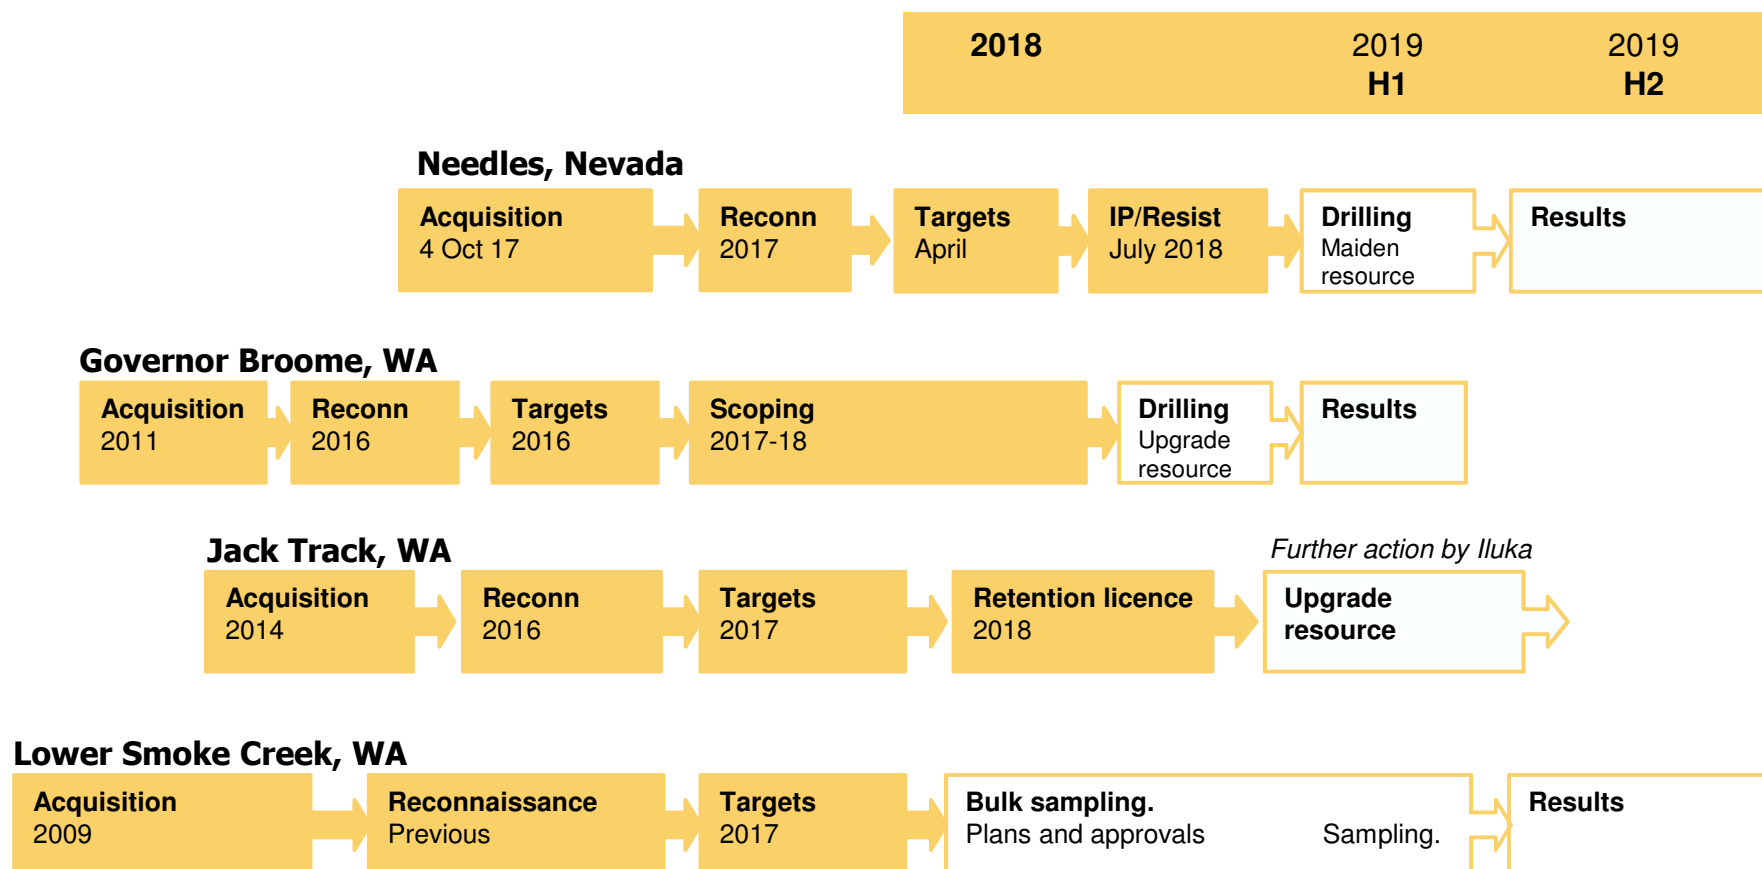 2018 2019 2019
H1 H2
Needles, Nevada
Acquisition Reconn Targets IP/Resist Drilling Results
4 Oct 17 2017 April July 2018 Maiden
resource
Governor Broome, WA
Acquisition Reconn Targets Scoping Drilling Results
2011 2016 2016 2017-18 Upgrade
resource
Jack Track, WA Further action by Iluka
Acquisition Reconn Targets Retention licence Upgrade
2014 2016 2017 2018 resource
Lower Smoke Creek, WA
Acquisition Reconnaissance Targets Bulk sampling. Results
2009 Previous 2017 Plans and approvals Sampling.